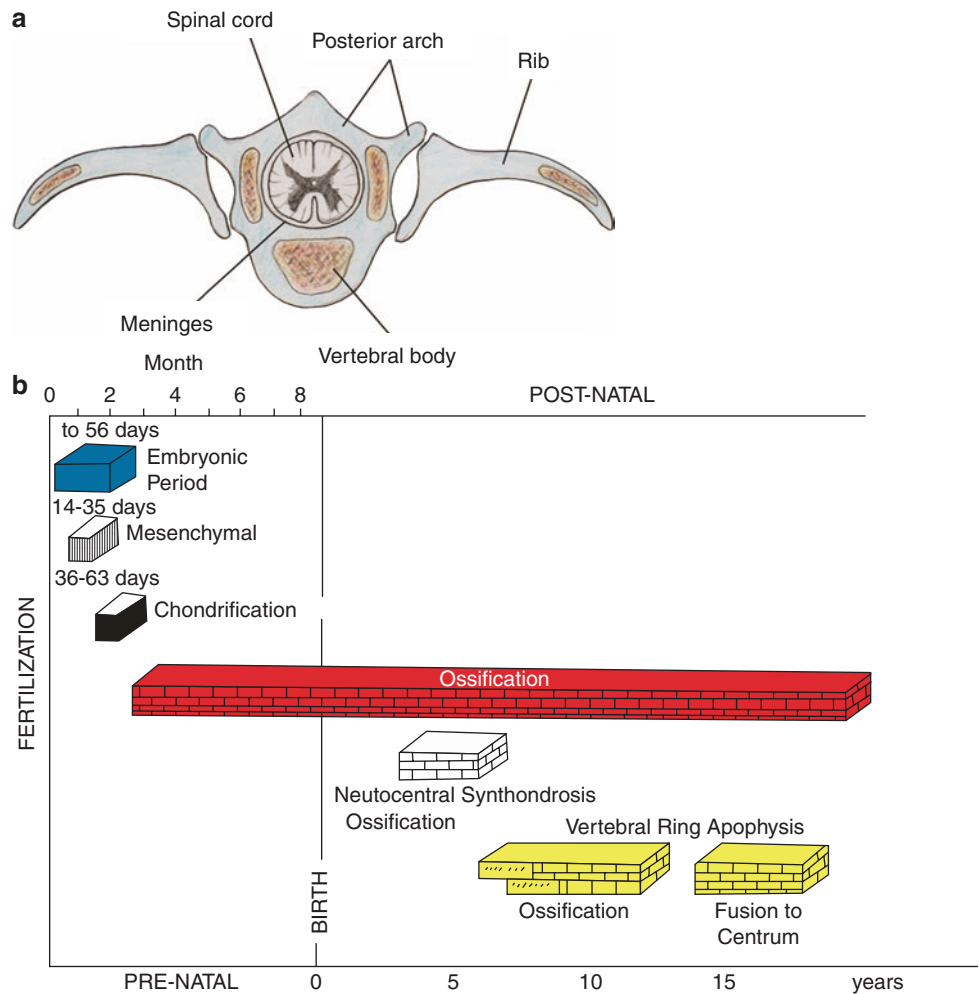 a
Spinal cord
Posterior arch
Rib
Meninges
Vertebral body
Month
b
0 2 4 6 8 POST-NATAL
to 56 days
Embryonic
Period
14-35 days
Mesenchymal
36-63 days
Chondrification
FERTILIZATION
Ossification
Neutocentral Synthondrosis
Ossification
Vertebral Ring Apophysis
Ossification
Fusion to
Centrum
BIRTH
PRE-NATAL 0 5 10 15 years